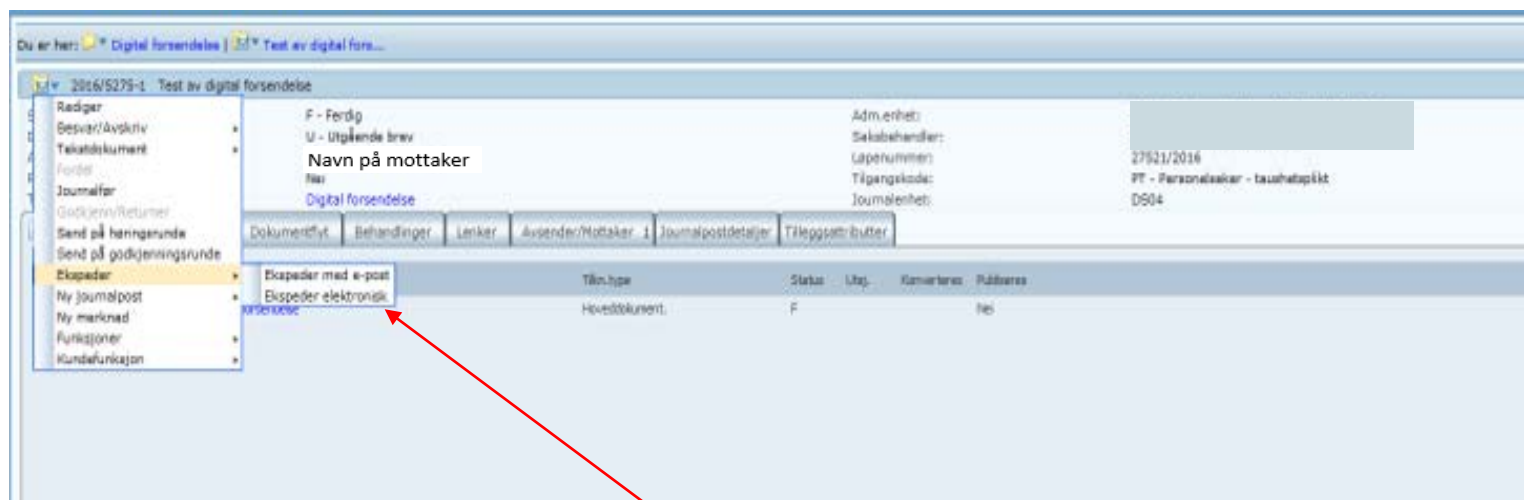 Du er her: Digital forsendelse | Test av digital fors...
2016/5275-1 Test av digital forsendelse
Rediger
Besvar/Avskriv
Tekstdokument
Fordel
Journalfør
Godkjenn/Returner
Send på høringsrunde
Send på godkjenningsrunde
Ekspeder
Ny journalpost
Ny merknad
Funksjoner
Kundefunksjon
Ekspeder med e-post
Ekspeder elektronisk
F - Ferdig
U - Utgående brev
Navn på mottaker
Nei
Digital forsendelse
Adm.enhet:
Saksbehandler:
Løpenummer: 27521/2016
Tilgangskode: PT - Personalsaker - taushetsplikt
Journalenhet: DS04
Dokumentflyt Behandlinger Lenker Avsender/Mottaker 1 Journalpostdetaljer Tilleggsattributter
Tilkn.type Status Utg. Konverteres Publiseres
forsendelse Hoveddokument. F Nei